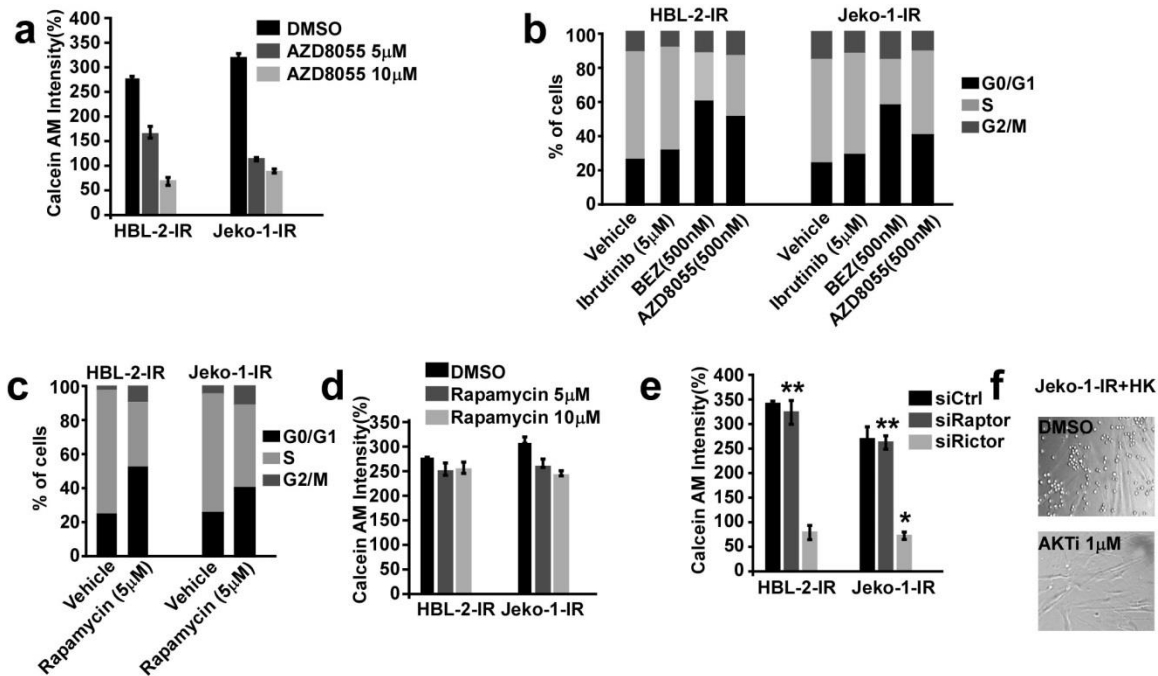 a
Calcein AM Intensity(%)
400
350
300
250
200
150
100
50
0
DMSO
AZD8055 5μM
AZD8055 10μM
HBL-2-IR Jeko-1-IR
b
HBL-2-IR Jeko-1-IR
% of cells
100
80
60
40
20
0
G0/G1
S
G2/M
Vehicle
Ibrutinib (5μM)
BEZ(500nM)
AZD8055(500nM)
Vehicle
Ibrutinib (5μM)
BEZ(500nM)
AZD8055(500nM)
c
HBL-2-IR Jeko-1-IR
% of cells
100
80
60
40
20
0
G0/G1
S
G2/M
Vehicle
Rapamycin (5μM)
Vehicle
Rapamycin (5μM)
d
DMSO
Rapamycin 5μM
Rapamycin 10μM
Calcein AM Intensity(%)
350
300
250
200
150
100
50
0
HBL-2-IR Jeko-1-IR
e
Calcein AM Intensity(%)
400
350
300
250
300
150
100
50
0
** ** *
siCtrl
siRaptor
siRictor
HBL-2-IR Jeko-1-IR
f
Jeko-1-IR+HK
DMSO
AKTi 1μM